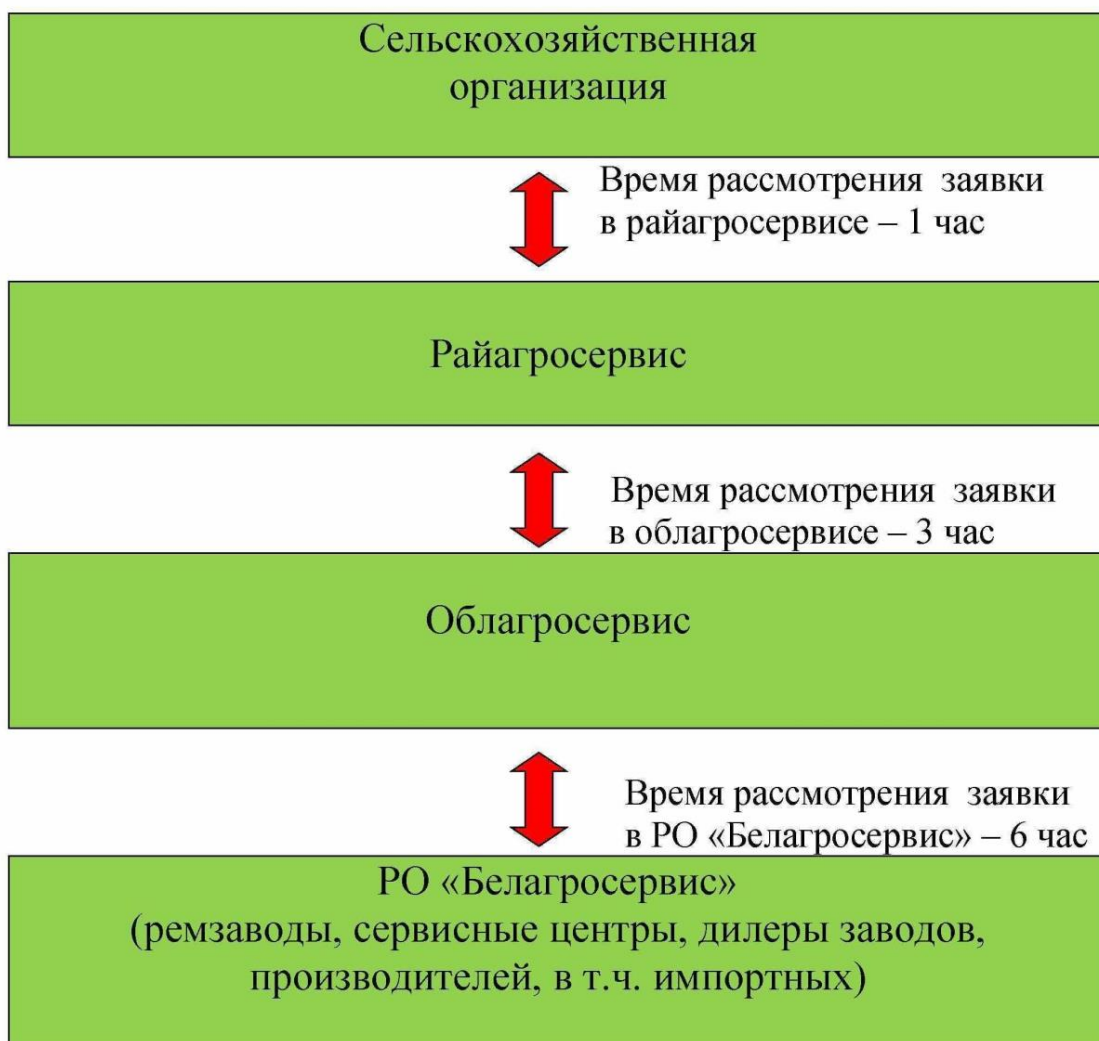 Сельскохозяйственная
организация
Время рассмотрения заявки
в райагросервисе – 1 час
Райагросервис
Время рассмотрения заявки
в облагросервисе – 3 час
Облагросервис
Время рассмотрения заявки
в РО «Белагросервис» – 6 час
РО «Белагросервис»
(ремзаводы, сервисные центры, дилеры заводов,
производителей, в т.ч. импортных)